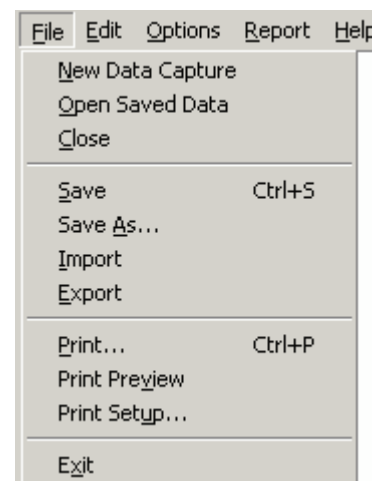 File Edit Options Report Help
New Data Capture
Open Saved Data
Close
Save Ctrl+S
Save As...
Import
Export
Print... Ctrl+P
Print Preview
Print Setup...
Exit